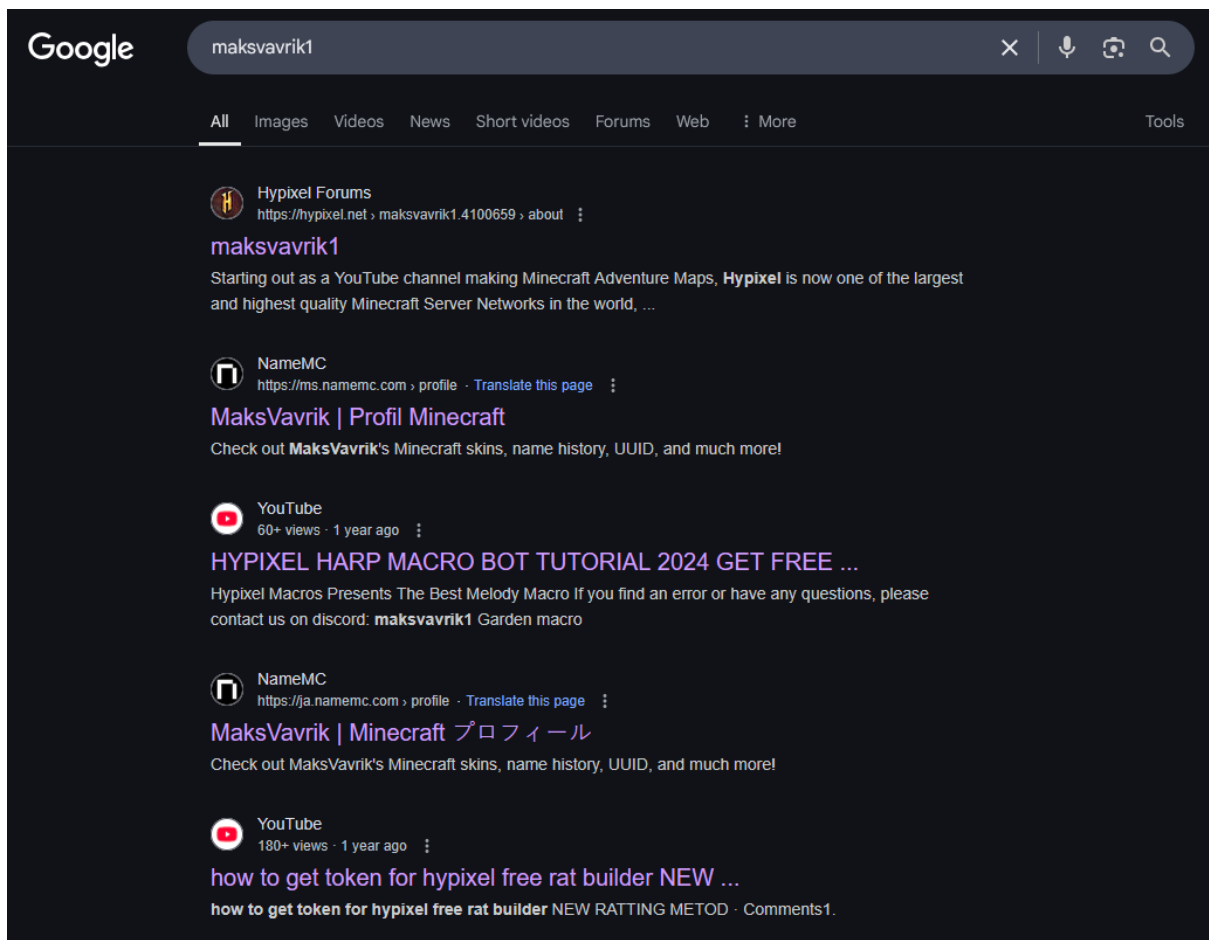 Google
maksvavrik1
All Images Videos News Short videos Forums Web More Tools
Hypixel Forums
https://hypixel.net › maksvavrik1.4100659 › about
maksvavrik1
Starting out as a YouTube channel making Minecraft Adventure Maps, Hypixel is now one of the largest
and highest quality Minecraft Server Networks in the world, ...
NameMC
https://ms.namemc.com › profile · Translate this page
MaksVavrik | Profil Minecraft
Check out MaksVavrik's Minecraft skins, name history, UUID, and much more!
YouTube
60+ views · 1 year ago
HYPIXEL HARP MACRO BOT TUTORIAL 2024 GET FREE ...
Hypixel Macros Presents The Best Melody Macro If you find an error or have any questions, please
contact us on discord: maksvavrik1 Garden macro
NameMC
https://ja.namemc.com › profile · Translate this page
MaksVavrik | Minecraft プロフィール
Check out MaksVavrik's Minecraft skins, name history, UUID, and much more!
YouTube
180+ views · 1 year ago
how to get token for hypixel free rat builder NEW ...
how to get token for hypixel free rat builder NEW RATTING METOD · Comments1.